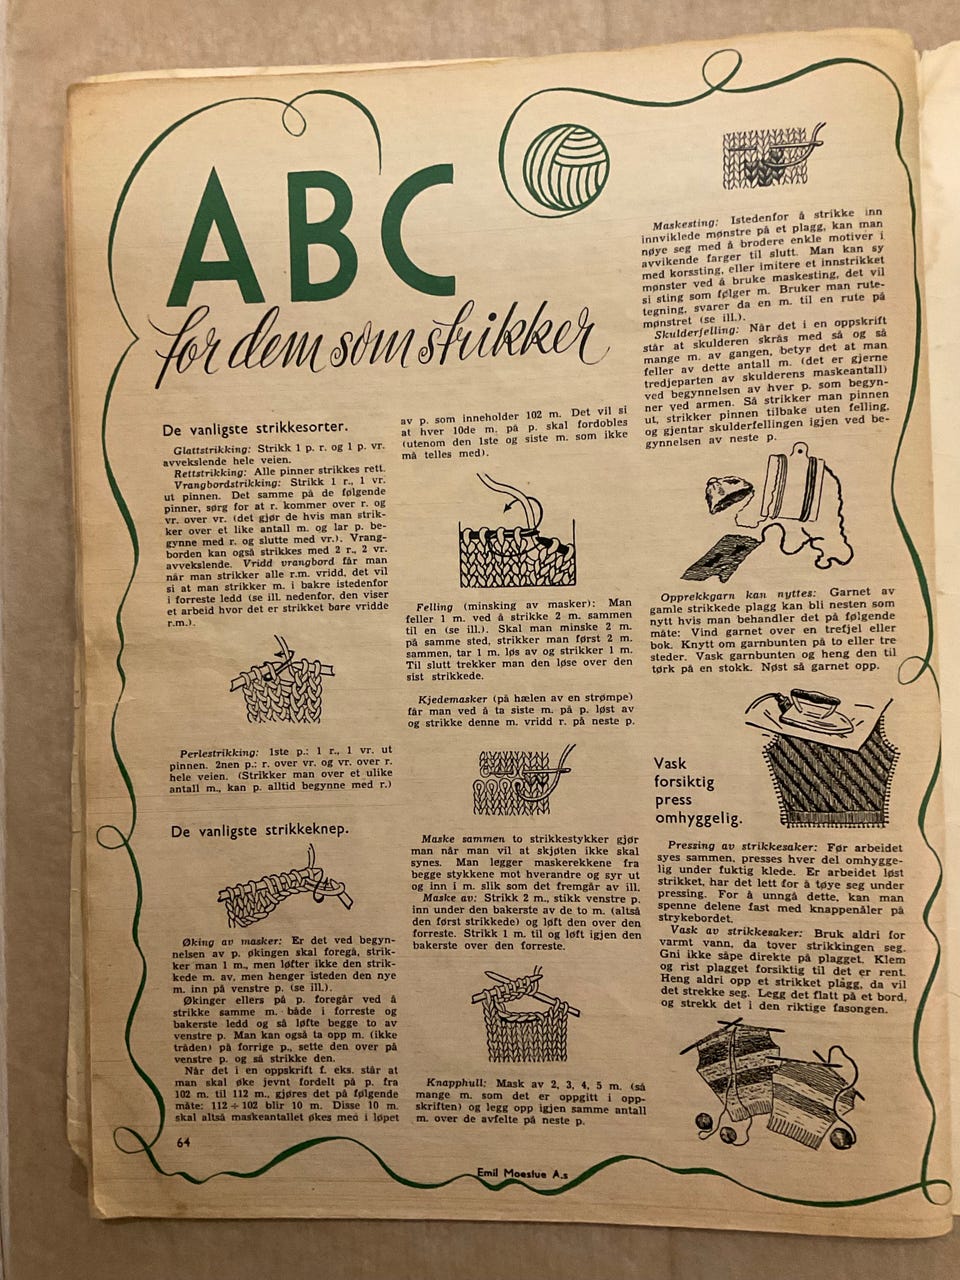 ABC
for dem som strikker
De vanligste strikkesorter.
Glattstrikking: Strikk 1 p. r. og 1 p. vr.
avvekslende hele veien.
Rettstrikking: Alle pinner strikkes rett.
Vrangbordstrikking: Strikk 1 r., 1 vr.
ut pinnen. Det samme på de følgende
pinner, sørg for at r. kommer over r. og
vr. over vr. (det gjør de hvis man strik-
ker over et like antall m. og lar p. be-
gynne med r. og slutte med vr.). Vrang-
borden kan også strikkes med 2 r., 2 vr.
avvekslende. Vridd vrangbord får man
når man strikker alle r.m. vridd, det vil
si at man strikker m. i bakre istedenfor
i forreste ledd (se ill. nedenfor, den viser
et arbeid hvor det er strikket bare vridde
r.m.).
Perlestrikking: 1ste p.: 1 r., 1 vr. ut
pinnen. 2nen p.: r. over vr. og vr. over r.
hele veien. (Strikker man over et ulike
antall m., kan p. alltid begynne med r.)
De vanligste strikkeknep.
Øking av masker: Er det ved begyn-
nelsen av p. økingen skal foregå, strik-
ker man 1 m., men løfter ikke den strik-
kede m. av, men henger isteden den nye
m. inn på venstre p. (se ill.).
Økinger ellers på p. foregår ved å
strikke samme m. både i forreste og
bakerste ledd og så løfte begge to av
venstre p. Man kan også ta opp m. (ikke
tråden) på forrige p., sette den over på
venstre p. og så strikke den.
Når det i en oppskrift f. eks. står at
man skal øke jevnt fordelt på p. fra
102 m. til 112 m., gjøres det på følgende
måte: 112 ÷ 102 blir 10 m. Disse 10 m.
skal altså maskeantallet økes med i løpet
av p. som inneholder 102 m. Det vil si
at hver 10de m. på p. skal fordobles
(utenom den 1ste og siste m. som ikke
må telles med).
Felling (minsking av masker): Man
feller 1 m. ved å strikke 2 m. sammen
til en (se ill.). Skal man minske 2 m.
på samme sted, strikker man først 2 m.
sammen, tar 1 m. løs av og strikker 1 m.
Til slutt trekker man den løse over den
sist strikkede.
Kjedemasker (på hælen av en strømpe)
får man ved å ta siste m. på p. løst av
og strikke denne m. vridd r. på neste p.
Maske sammen to strikkestykker gjør
man når man vil at skjøten ikke skal
synes. Man legger maskerekkene fra
begge stykkene mot hverandre og syr ut
og inn i m. slik som det fremgår av ill.
Maske av: Strikk 2 m., stikk venstre p.
inn under den bakerste av de to m. (altså
den først strikkede) og løft den over den
forreste. Strikk 1 m. til og løft igjen den
bakerste over den forreste.
Knapphull: Mask av 2, 3, 4, 5 m. (så
mange m. som det er oppgitt i opp-
skriften) og legg opp igjen samme antall
m. over de avfelte på neste p.
Maskesting: Istedenfor å strikke inn
innviklede mønstre på et plagg, kan man
nøye seg med å brodere enkle motiver i
avvikende farger til slutt. Man kan sy
med korssting, eller imitere et innstrikket
mønster ved å bruke maskesting, det vil
si sting som følger m. Bruker man rute-
tegning, svarer da en m. til en rute på
mønstret (se ill.).
Skulderfelling: Når det i en oppskrift
står at skulderen skrås med så og så
mange m. av gangen, betyr det at man
feller av dette antall m. (det er gjerne
tredjeparten av skulderens maskeantall)
ved begynnelsen av hver p. som begyn-
ner ved armen. Så strikker man pinnen
ut, strikker pinnen tilbake uten felling,
og gjentar skulderfellingen igjen ved be-
gynnelsen av neste p.
Opprekkgarn kan nyttes: Garnet av
gamle strikkede plagg kan bli nesten som
nytt hvis man behandler det på følgende
måte: Vind garnet over en trefjel eller
bok. Knytt om garnbunten på to eller tre
steder. Vask garnbunten og heng den til
tørk på en stokk. Nøst så garnet opp.
Vask
forsiktig
press
omhyggelig.
Pressing av strikkesaker: Før arbeidet
syes sammen, presses hver del omhygge-
lig under fuktig klede. Er arbeidet løst
strikket, har det lett for å tøye seg under
pressing. For å unngå dette, kan man
spenne delene fast med knappenåler på
strykebordet.
Vask av strikkesaker: Bruk aldri for
varmt vann, da tover strikkingen seg.
Gni ikke såpe direkte på plagget. Klem
og rist plagget forsiktig til det er rent.
Heng aldri opp et strikket plagg, da vil
det strekke seg. Legg det flatt på et bord,
og strekk det i den riktige fasongen.
64
Emil Moestue A.s